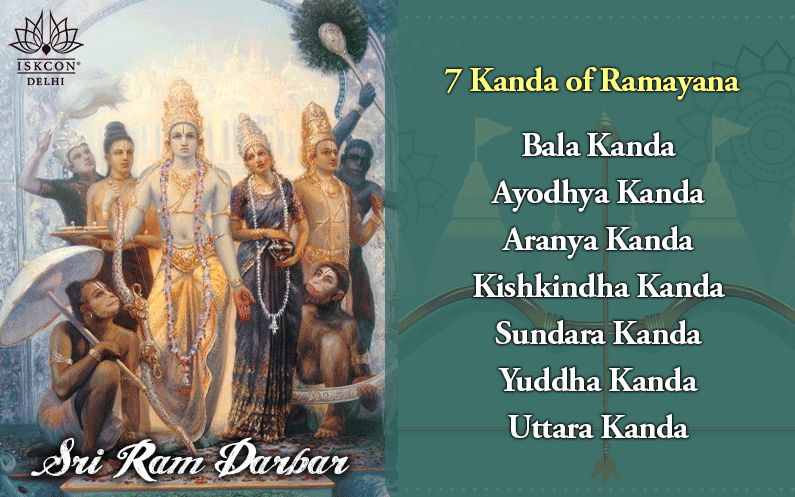 ISKCON®
DELHI
Sri Ram Darbar
7 Kanda of Ramayana
Bala Kanda
Ayodhya Kanda
Aranya Kanda
Kishkindha Kanda
Sundara Kanda
Yuddha Kanda
Uttara Kanda